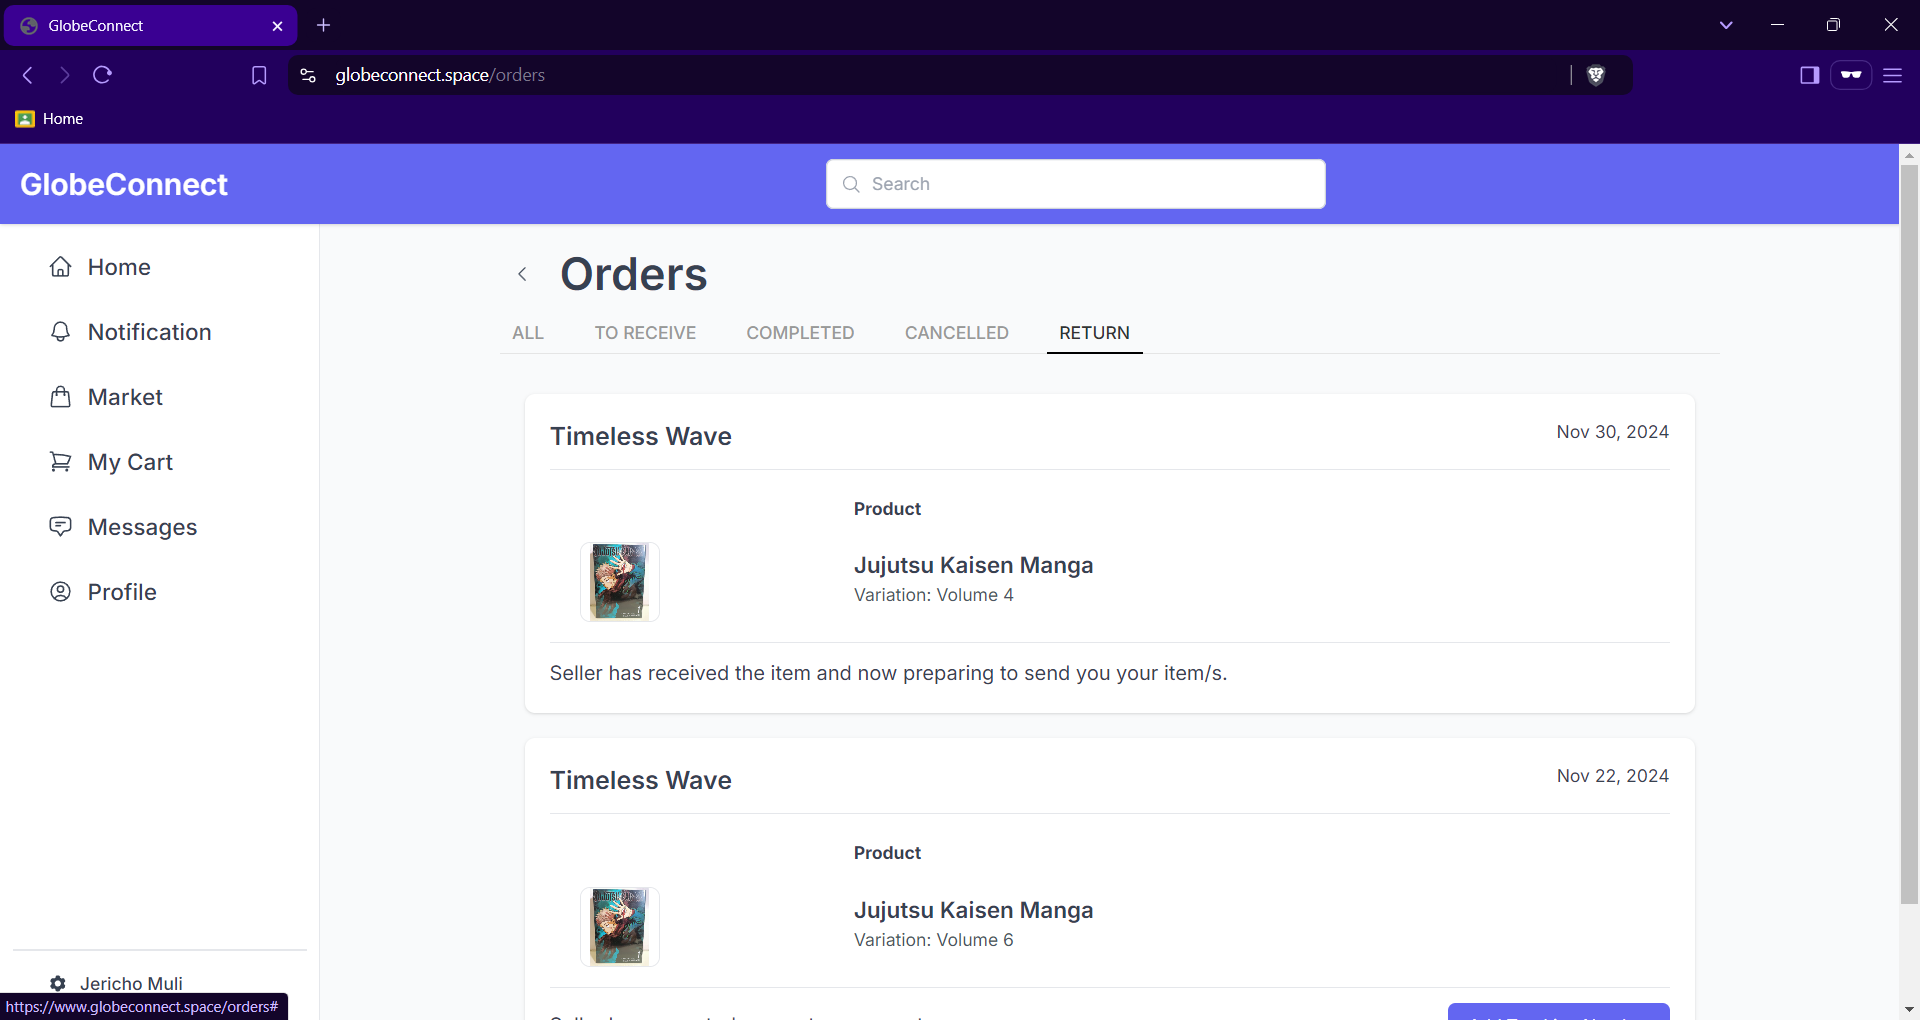 GlobeConnect
globeconnect.space/orders
Home
GlobeConnect
Search
Home
Notification
Market
My Cart
Messages
Profile
Jericho Muli
https://www.globeconnect.space/orders#
Orders
ALL
TO RECEIVE
COMPLETED
CANCELLED
RETURN
Timeless Wave
Nov 30, 2024
Product
Jujutsu Kaisen Manga
Variation: Volume 4
Seller has received the item and now preparing to send you your item/s.
Timeless Wave
Nov 22, 2024
Product
Jujutsu Kaisen Manga
Variation: Volume 6